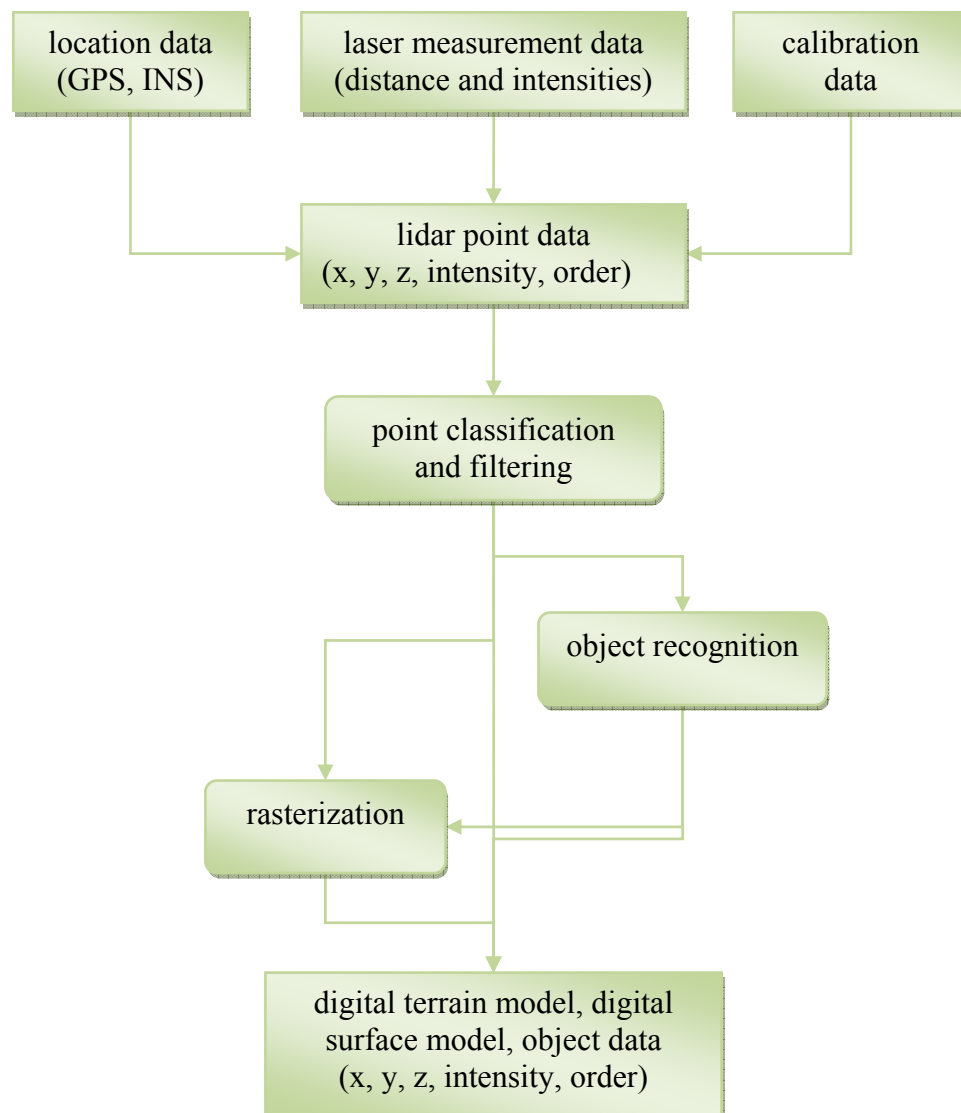 location data
(GPS, INS)
laser measurement data
(distance and intensities)
calibration
data
lidar point data
(x, y, z, intensity, order)
point classification
and filtering
object recognition
rasterization
digital terrain model, digital
surface model, object data
(x, y, z, intensity, order)